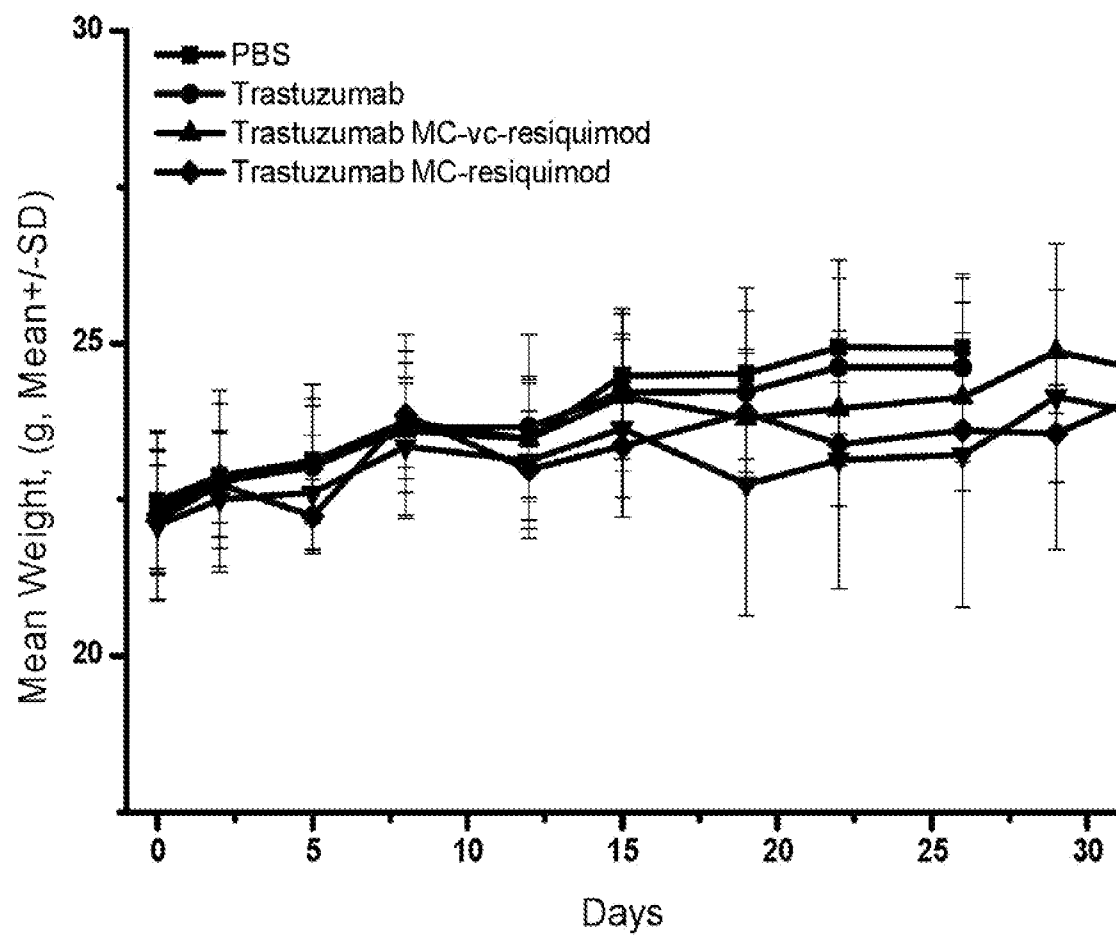 30
PBS
Trastuzumab
Trastuzumab MC-vc-resiquimod
Trastuzumab MC-resiquimod
Mean Weight, (g, Mean+/-SD)
25
20
0 5 10 15 20 25 30
Days